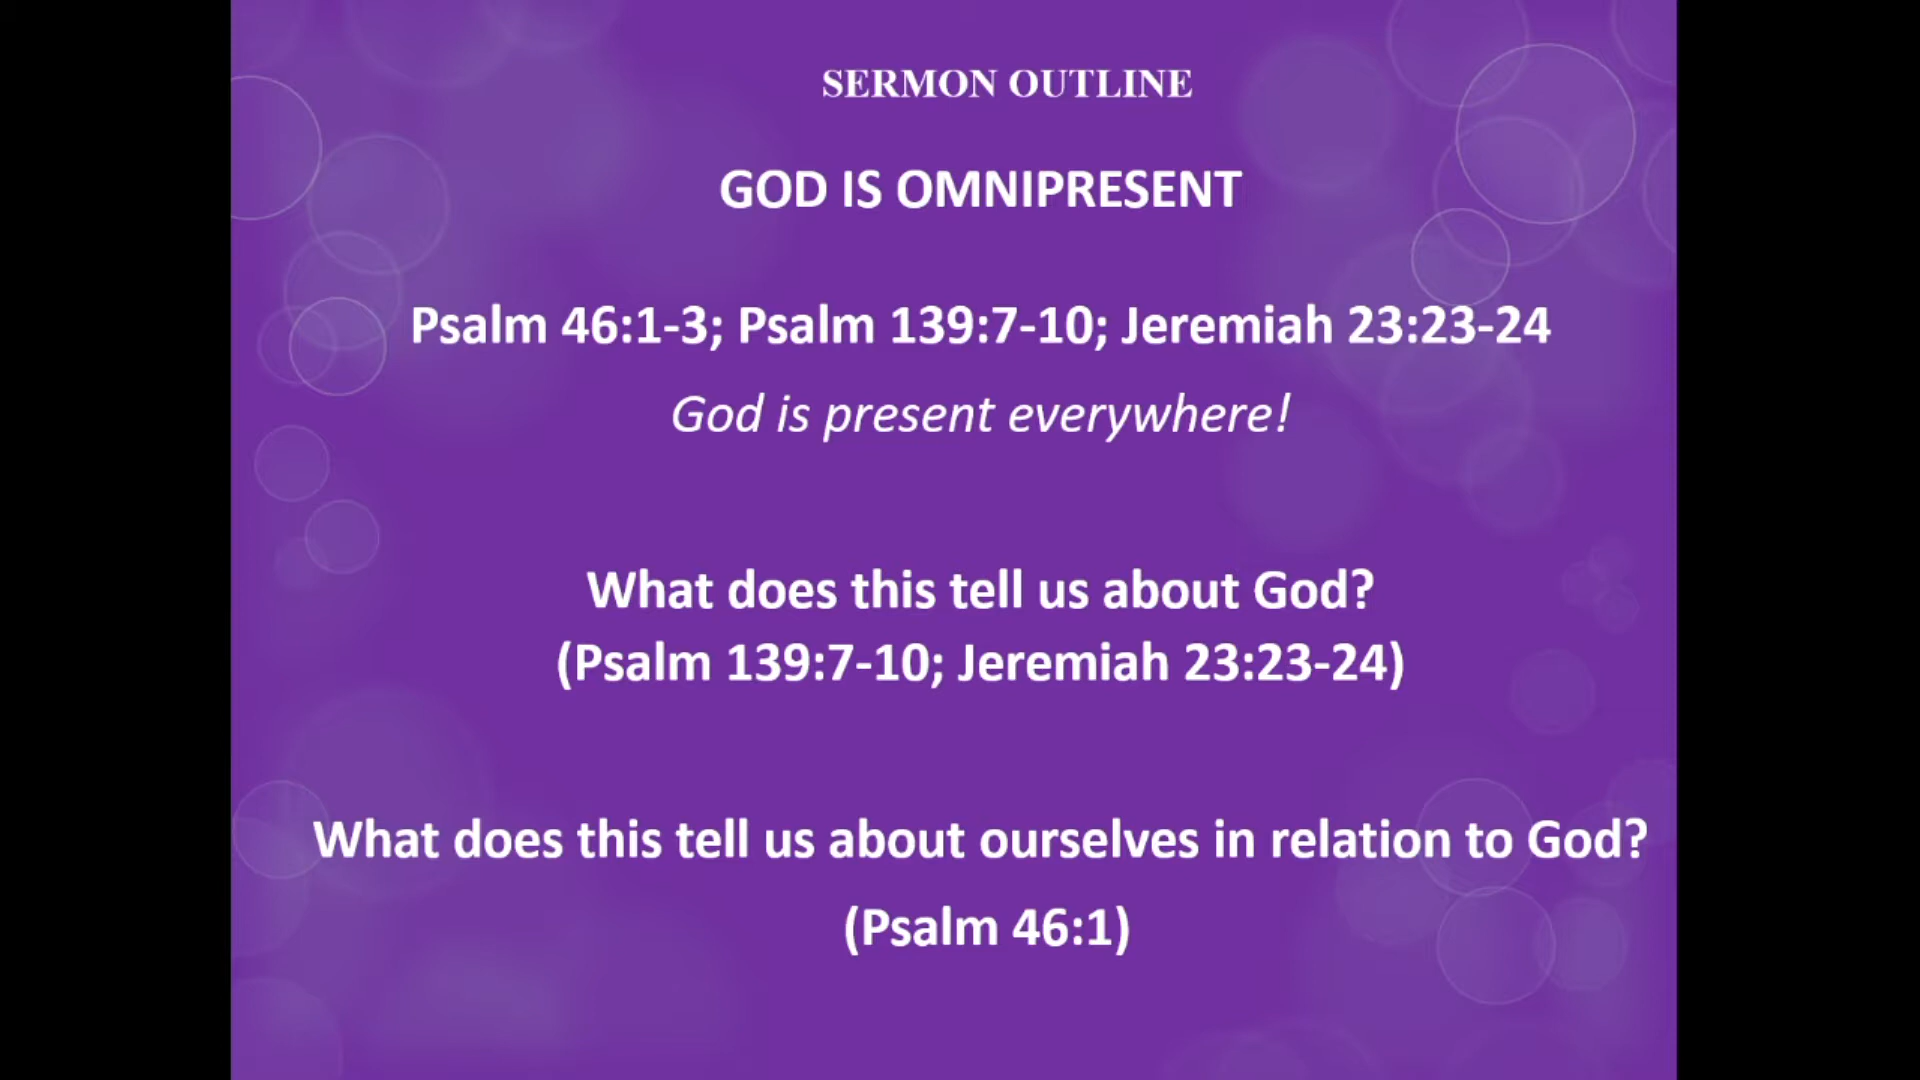 SERMON OUTLINE
GOD IS OMNIPRESENT
Psalm 46:1-3; Psalm 139:7-10; Jeremiah 23:23-24
God is present everywhere!
What does this tell us about God?
(Psalm 139:7-10; Jeremiah 23:23-24)
What does this tell us about ourselves in relation to God?
(Psalm 46:1)